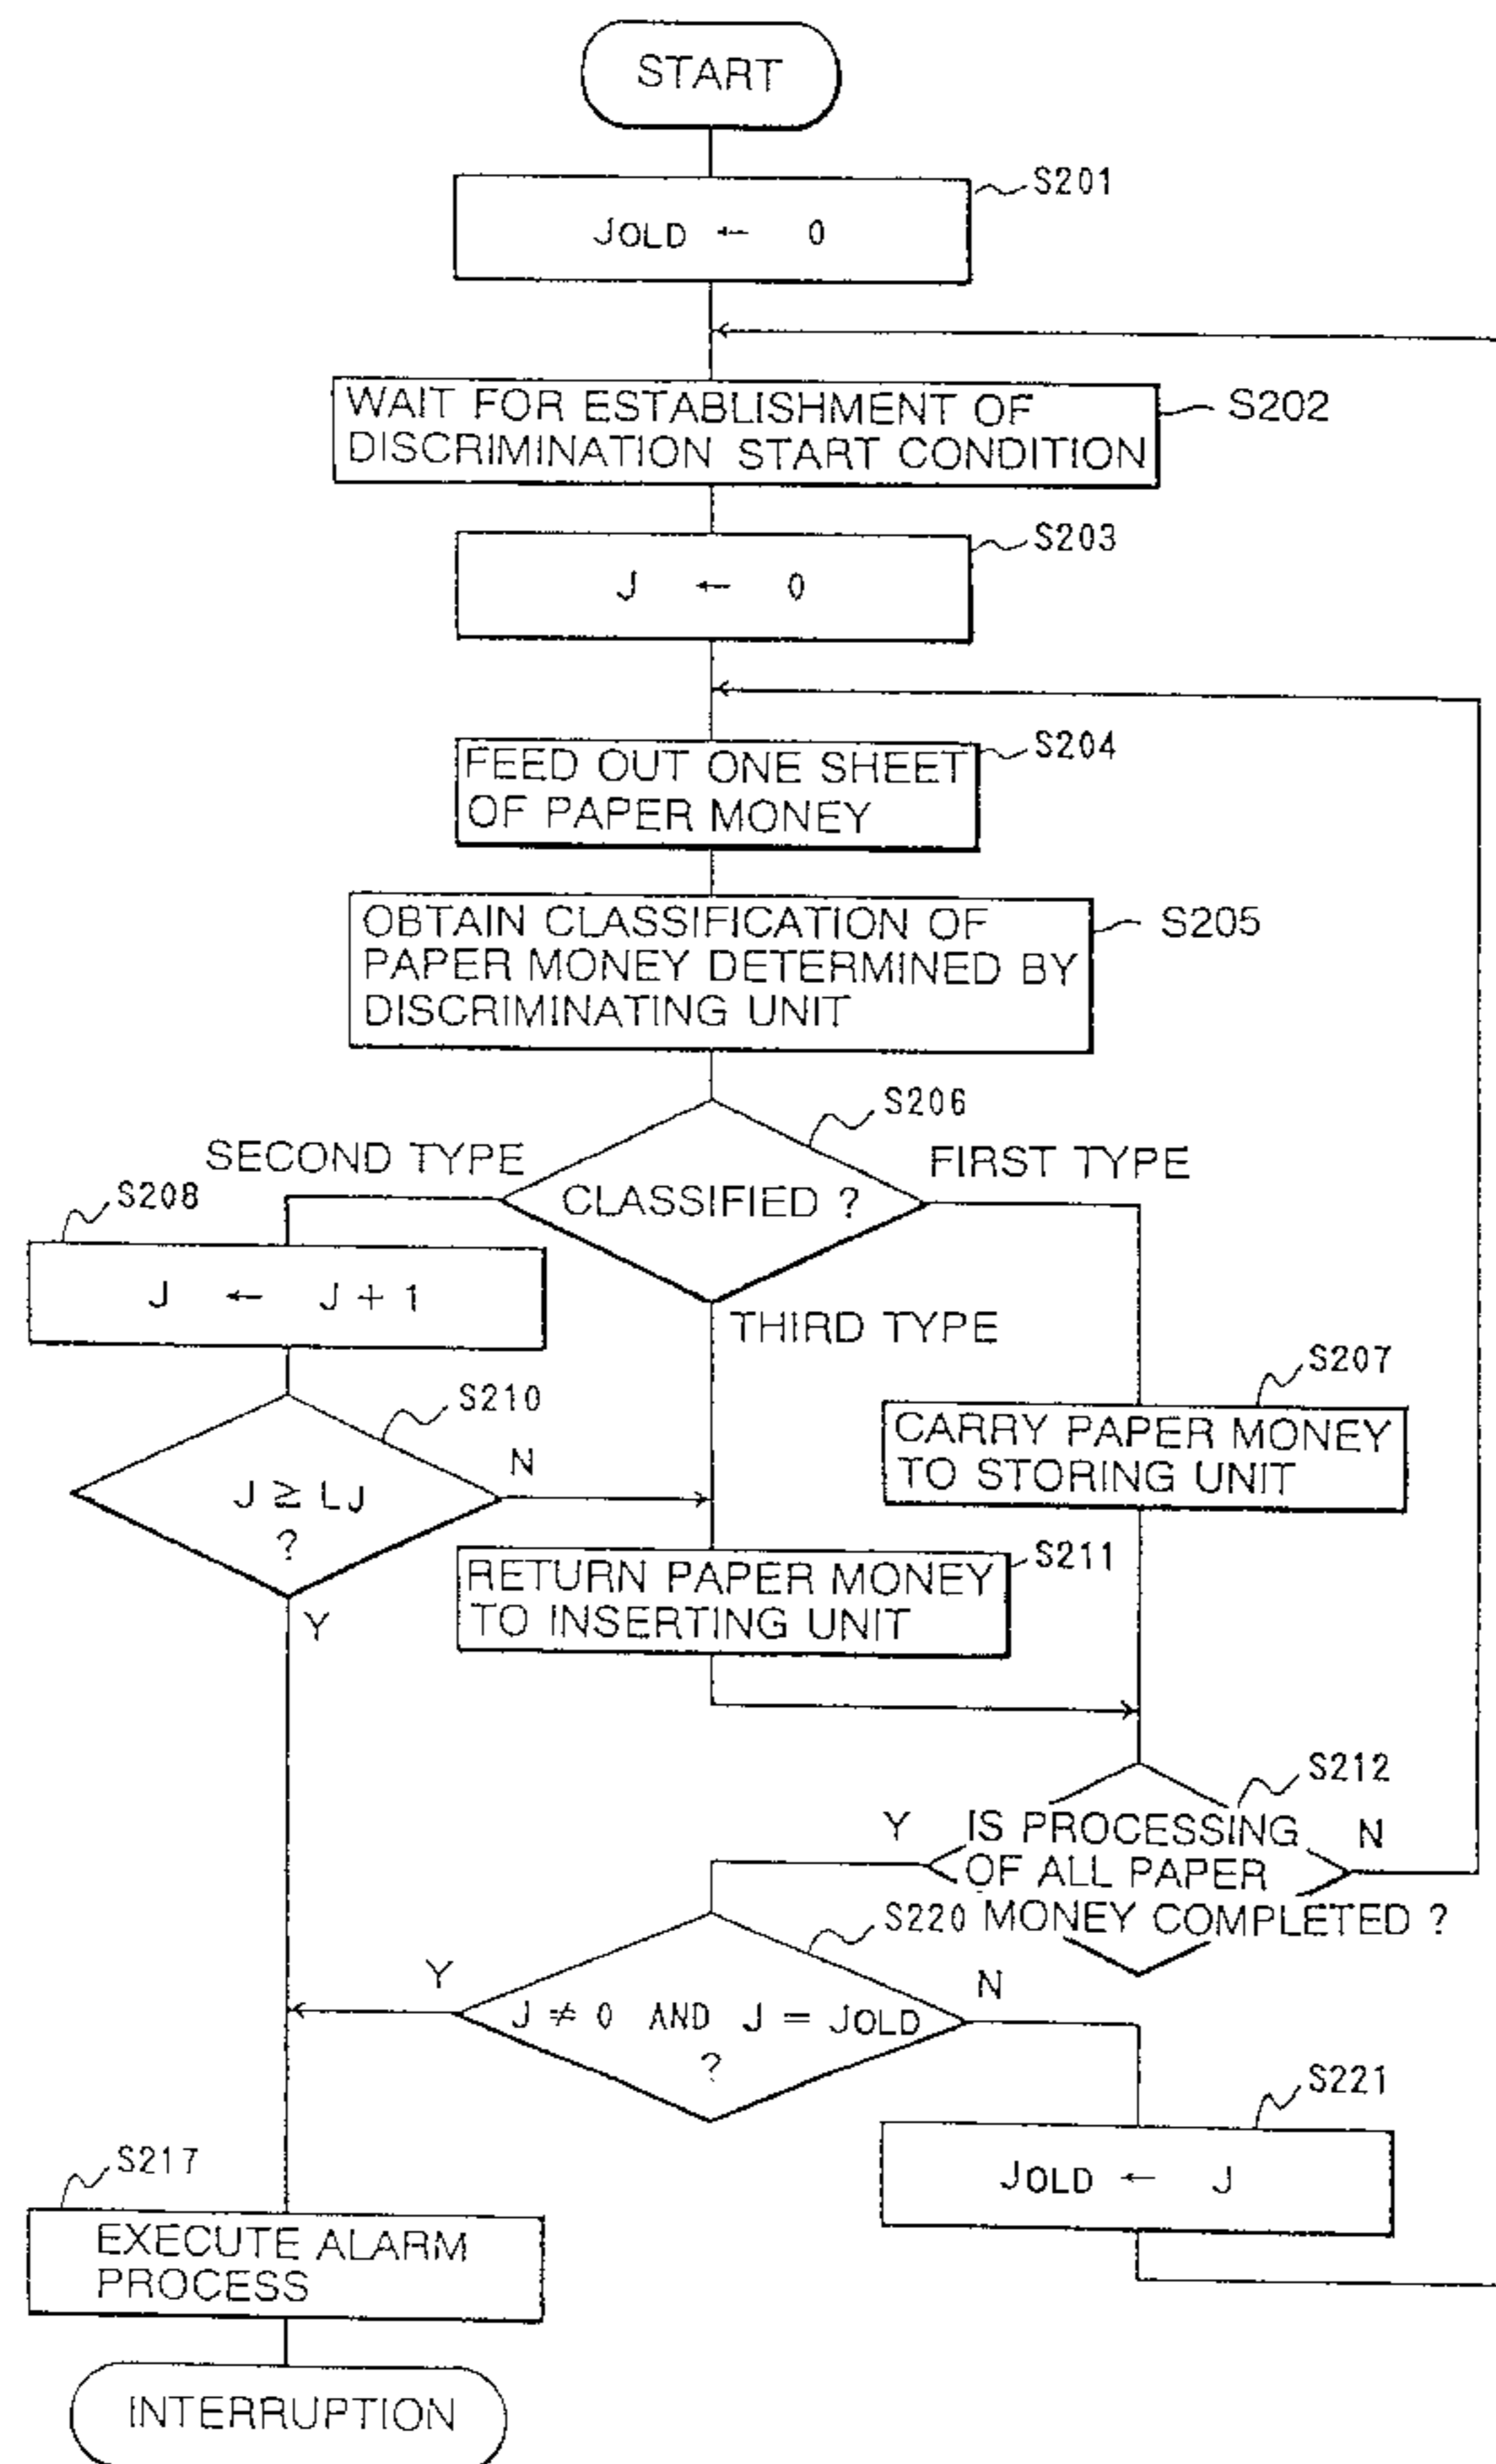 START
S201
JOLD ← 0
WAIT FOR ESTABLISHMENT OF
DISCRIMINATION START CONDITION
S202
S203
J ← 0
S204
FEED OUT ONE SHEET
OF PAPER MONEY
OBTAIN CLASSIFICATION OF
PAPER MONEY DETERMINED BY
DISCRIMINATING UNIT
S205
S206
SECOND TYPE
FIRST TYPE
CLASSIFIED ?
S208
J ← J + 1
THIRD TYPE
S207
CARRY PAPER MONEY
TO STORING UNIT
S210
N
J ≧ LJ
?
Y
S211
RETURN PAPER MONEY
TO INSERTING UNIT
S212
Y
IS PROCESSING
OF ALL PAPER
MONEY COMPLETED ?
N
S220
Y
N
J ≠ 0 AND J = JOLD
?
S221
JOLD ← J
S217
EXECUTE ALARM
PROCESS
INTERRUPTION